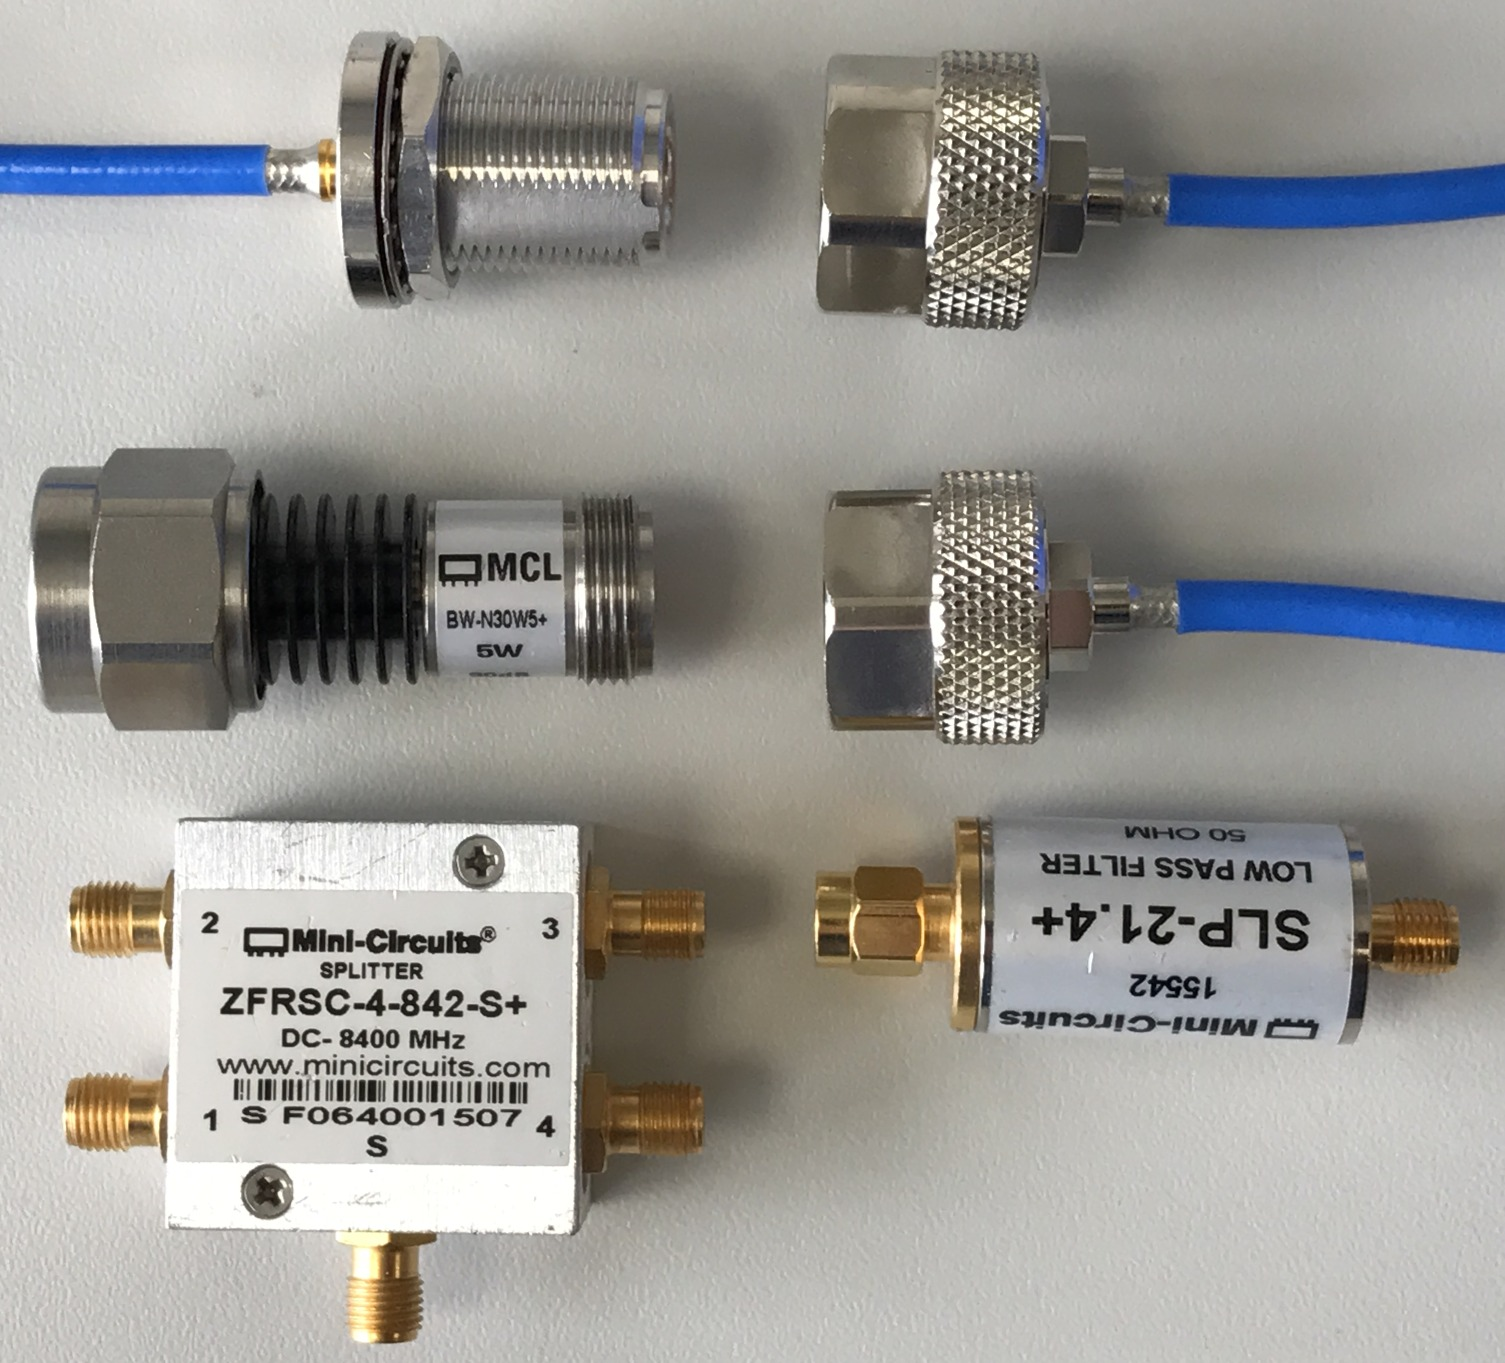 MCL
BW-N30W5+
5W
2
3
Mini-Circuits®
SPLITTER
ZFRSC-4-842-S+
DC- 8400 MHz
www.minicircuits.com
1
S F064001507
4
S
Mini-Circuits
15542
SLP-21.4+
LOW PASS FILTER
50 OHM